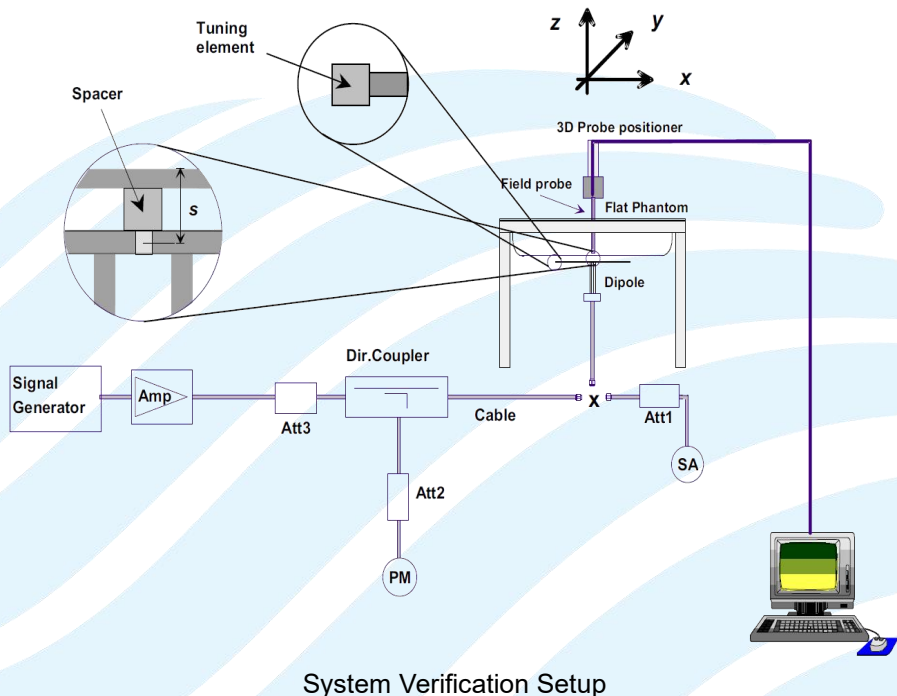 Tuning
element
z
y
x
Spacer
3D Probe positioner
Field probe
Flat Phantom
s
Dipole
Dir.Coupler
Signal
Generator
Amp
Att3
Cable
x
Att1
SA
Att2
PM
System Verification Setup